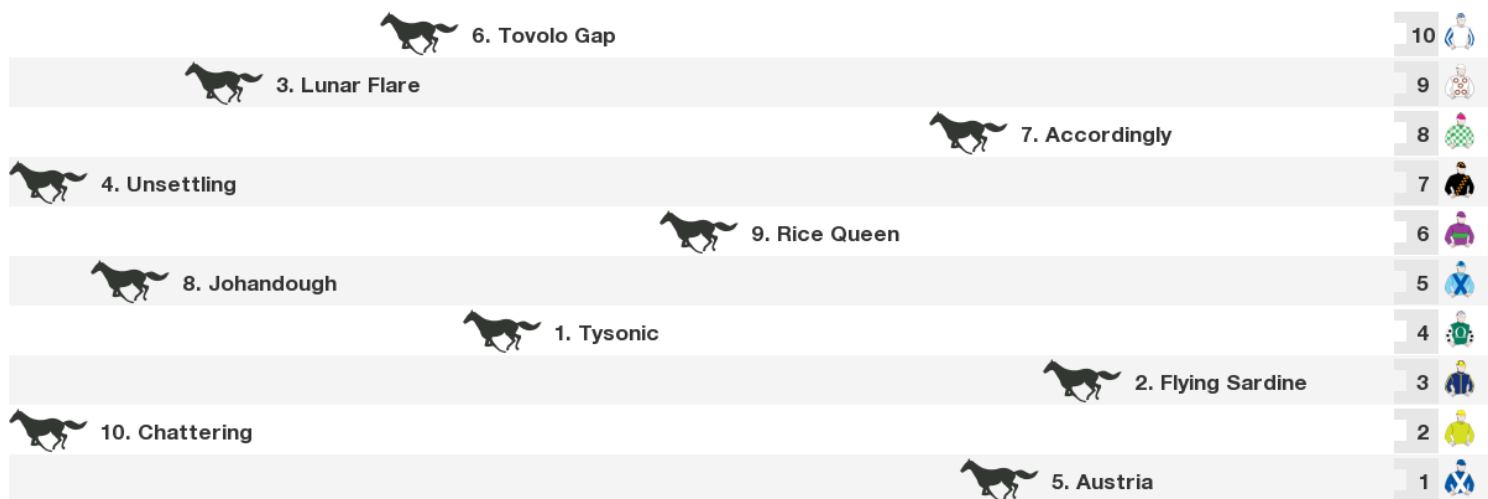 6. Tovolo Gap 10
3. Lunar Flare 9
7. Accordingly 8
4. Unsettling 7
9. Rice Queen 6
8. Johandough 5
1. Tysonic 4 Ω
2. Flying Sardine 3
10. Chattering 2
5. Austria 1